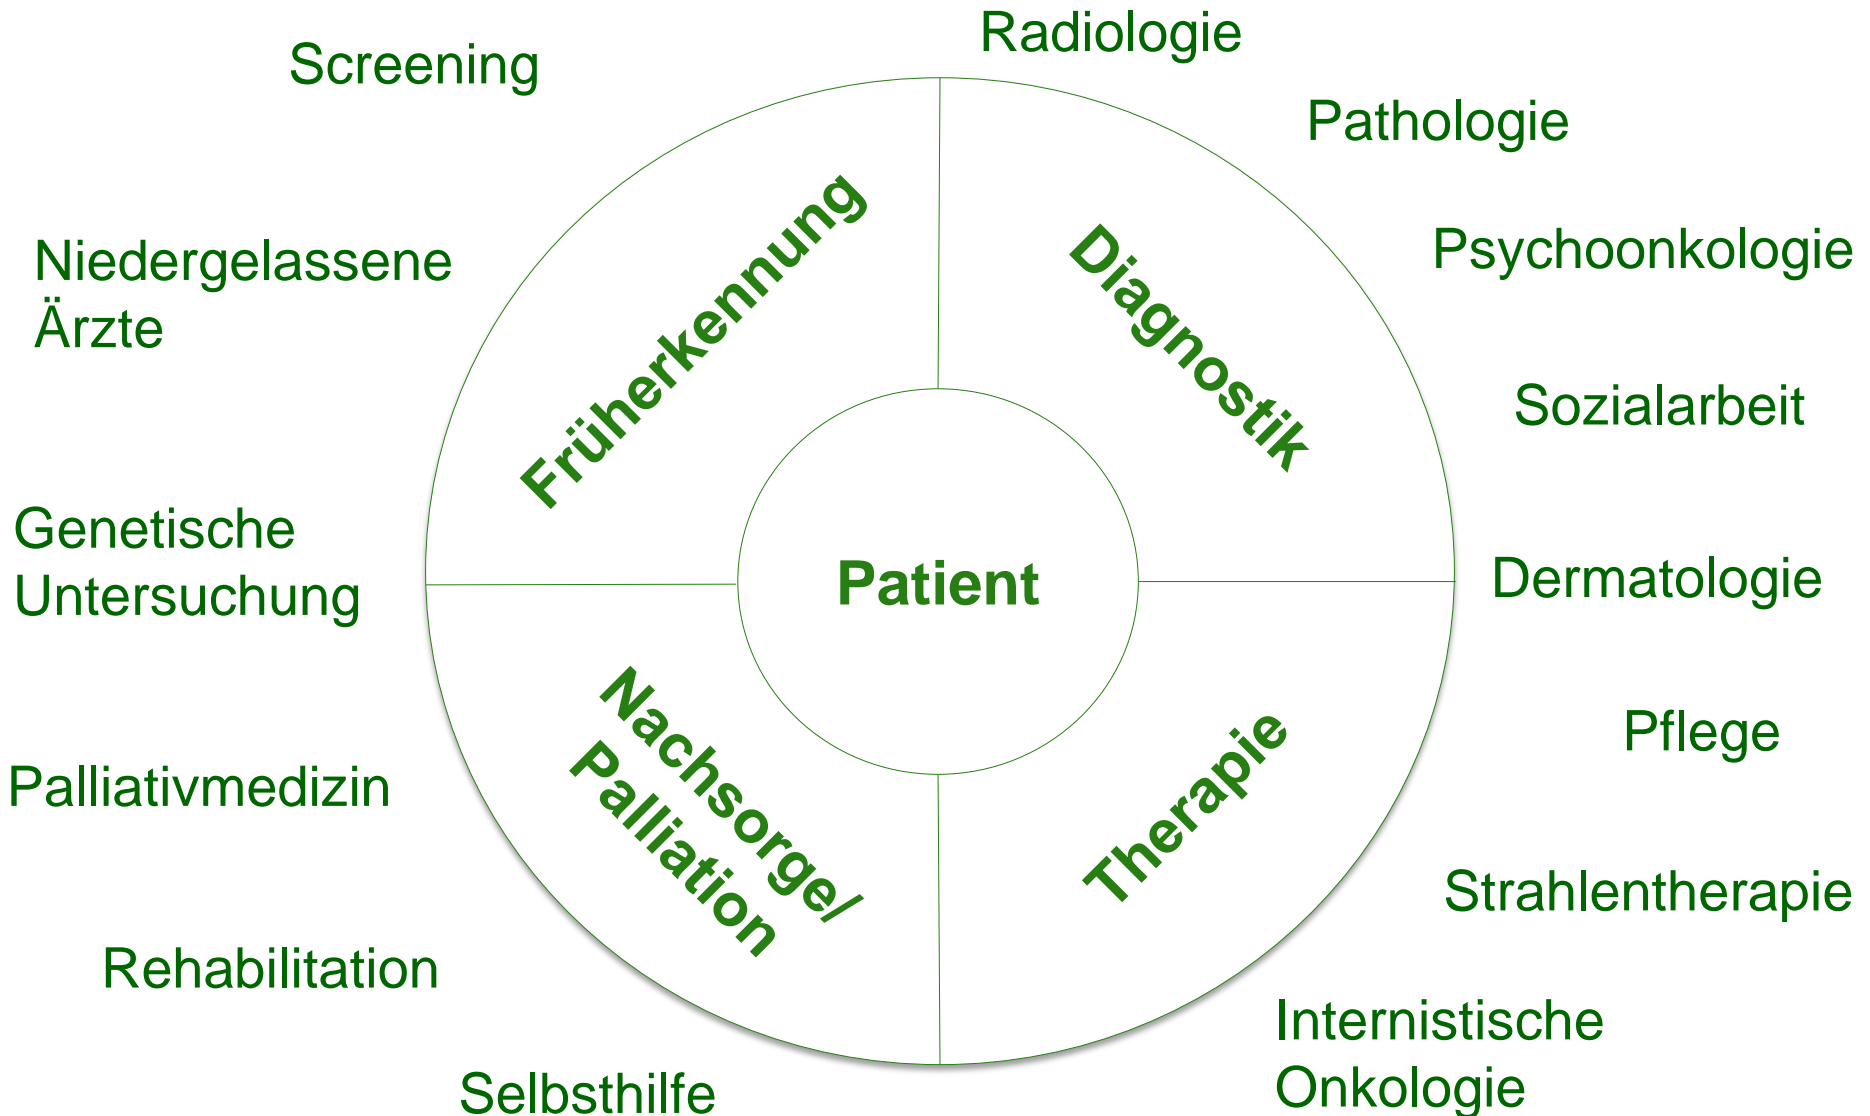 Radiologie
Screening
Pathologie
Psychoonkologie
Niedergelassene
Ärzte
Früherkennung
Diagnostik
Sozialarbeit
Genetische
Untersuchung
Patient
Dermatologie
Nachsorge/
Palliation
Therapie
Pflege
Palliativmedizin
Strahlentherapie
Rehabilitation
Internistische
Onkologie
Selbsthilfe